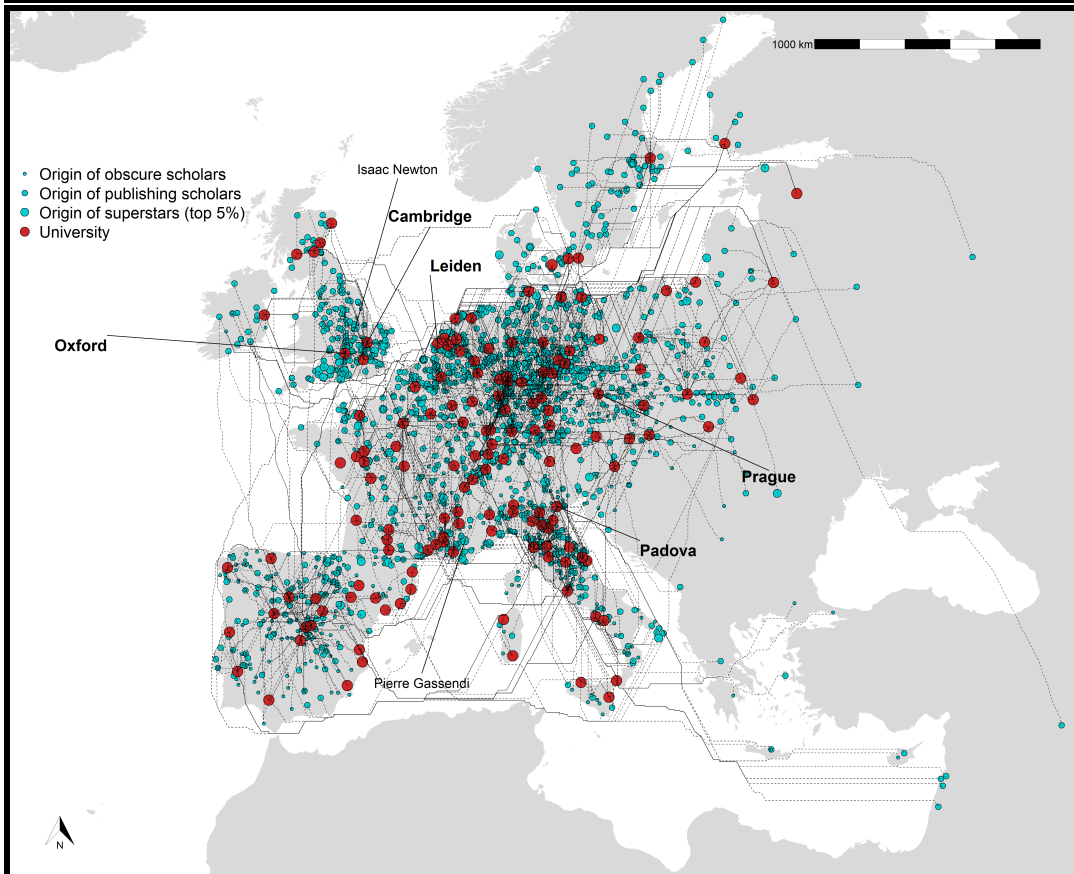 1000 km
Origin of obscure scholars
Origin of publishing scholars
Origin of superstars (top 5%)
University
Isaac Newton
Cambridge
Leiden
Oxford
Prague
Padova
Pierre Gassendi
N